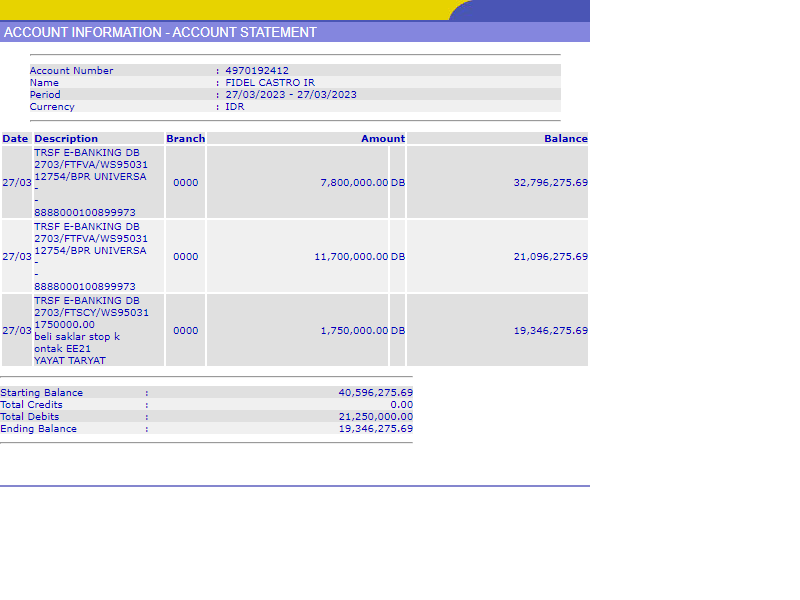 ACCOUNT INFORMATION - ACCOUNT STATEMENT
Account Number : 4970192412
Name : FIDEL CASTRO IR
Period : 27/03/2023 - 27/03/2023
Currency : IDR
Date Description Branch Amount Balance
TRSF E-BANKING DB
2703/FTFVA/WS95031
12754/BPR UNIVERSA
27/03 - 0000 7,800,000.00 DB 32,796,275.69
-
8888000100899973
TRSF E-BANKING DB
2703/FTFVA/WS95031
12754/BPR UNIVERSA
27/03 - 0000 11,700,000.00 DB 21,096,275.69
-
8888000100899973
TRSF E-BANKING DB
2703/FTSCY/WS95031
1750000.00
27/03 beli saklar stop k 0000 1,750,000.00 DB 19,346,275.69
ontak EE21
YAYAT TARYAT
Starting Balance : 40,596,275.69
Total Credits : 0.00
Total Debits : 21,250,000.00
Ending Balance : 19,346,275.69